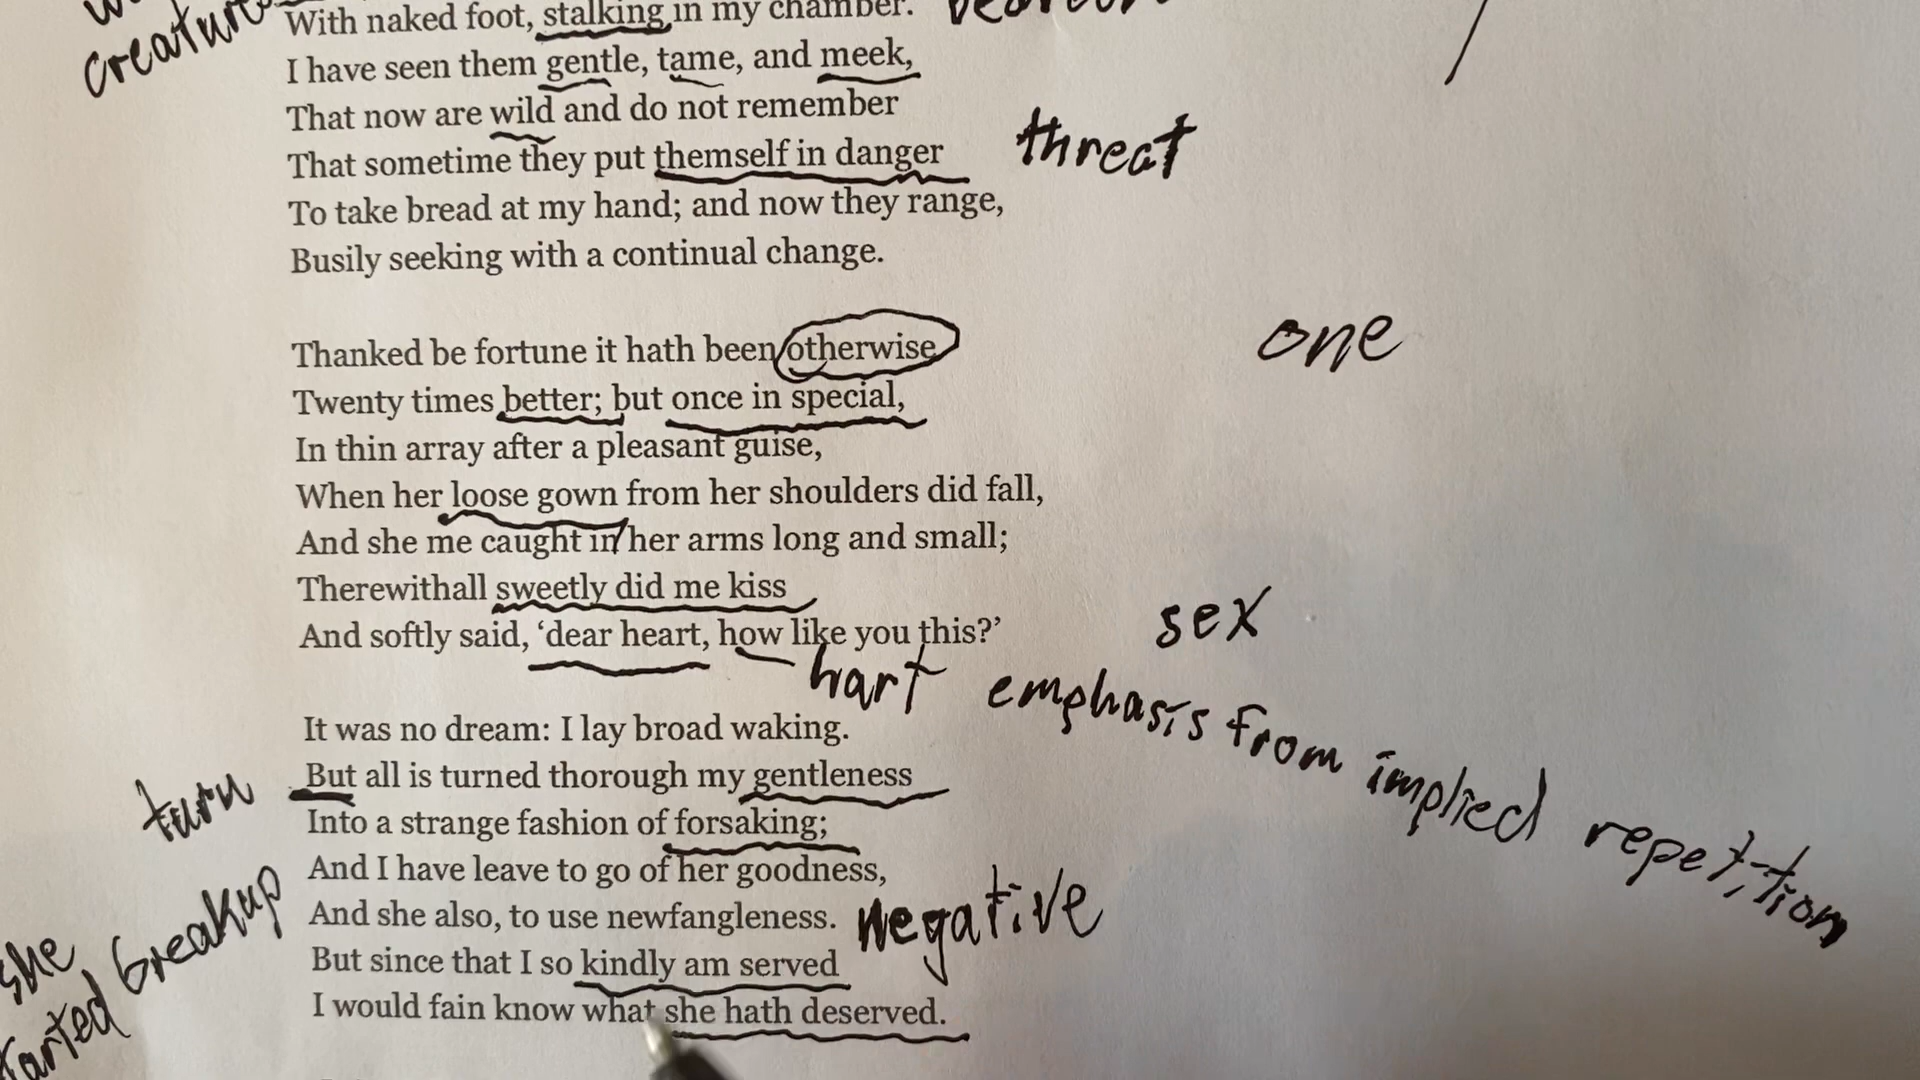 creature
With naked foot, stalking in my chamber.
I have seen them gentle, tame, and meek,
That now are wild and do not remember
That sometime they put themself in danger threat
To take bread at my hand; and now they range,
Busily seeking with a continual change.
Thanked be fortune it hath been otherwise one
Twenty times better; but once in special,
In thin array after a pleasant guise,
When her loose gown from her shoulders did fall,
And she me caught in her arms long and small;
Therewithall sweetly did me kiss
And softly said, ‘dear heart, how like you this?’ sex
hart emphasis from implied repetition
It was no dream: I lay broad waking.
turn But all is turned thorough my gentleness
Into a strange fashion of forsaking;
And I have leave to go of her goodness,
And she also, to use newfangleness. negative
But since that I so kindly am served
I would fain know what she hath deserved.
she
breakup